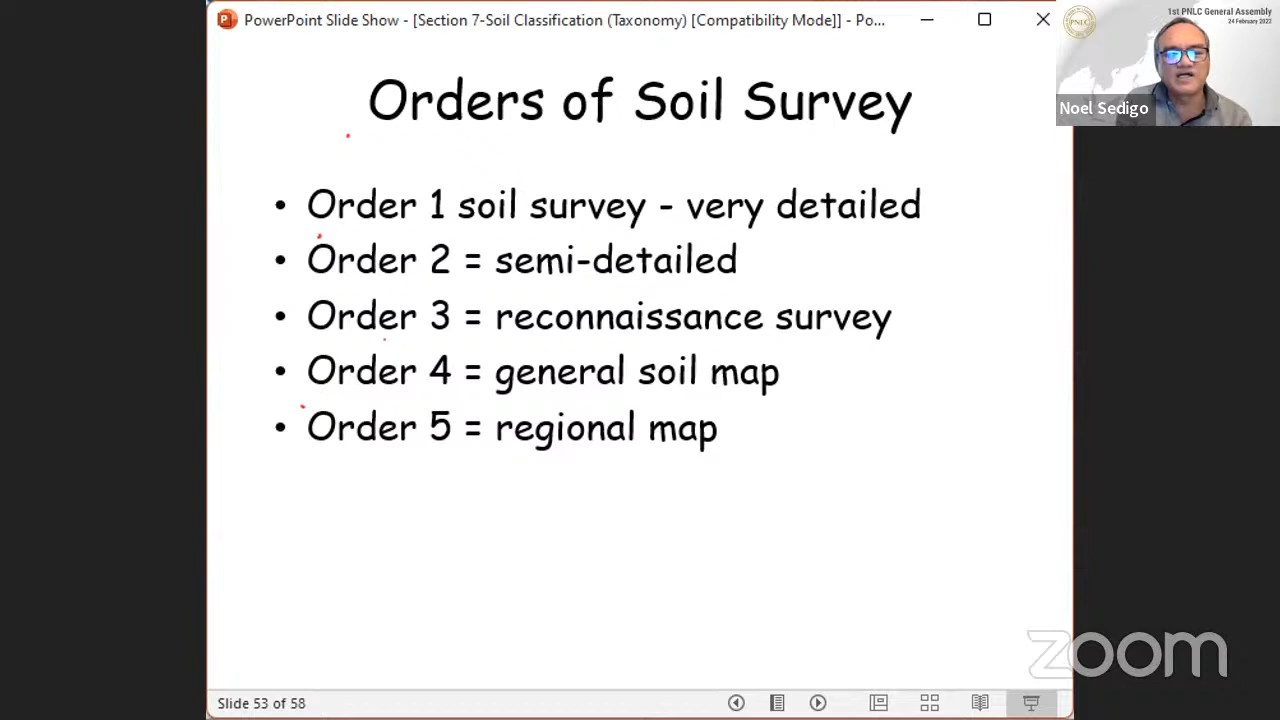 PowerPoint Slide Show - [Section 7-Soil Classification (Taxonomy) [Compatibility Mode]] - Po...
1st PNLC General Assembly
24 February 2022
PNLC
Noel Sedigo
Orders of Soil Survey
• Order 1 soil survey - very detailed
• Order 2 = semi-detailed
• Order 3 = reconnaissance survey
• Order 4 = general soil map
• Order 5 = regional map
zoom
Slide 53 of 58